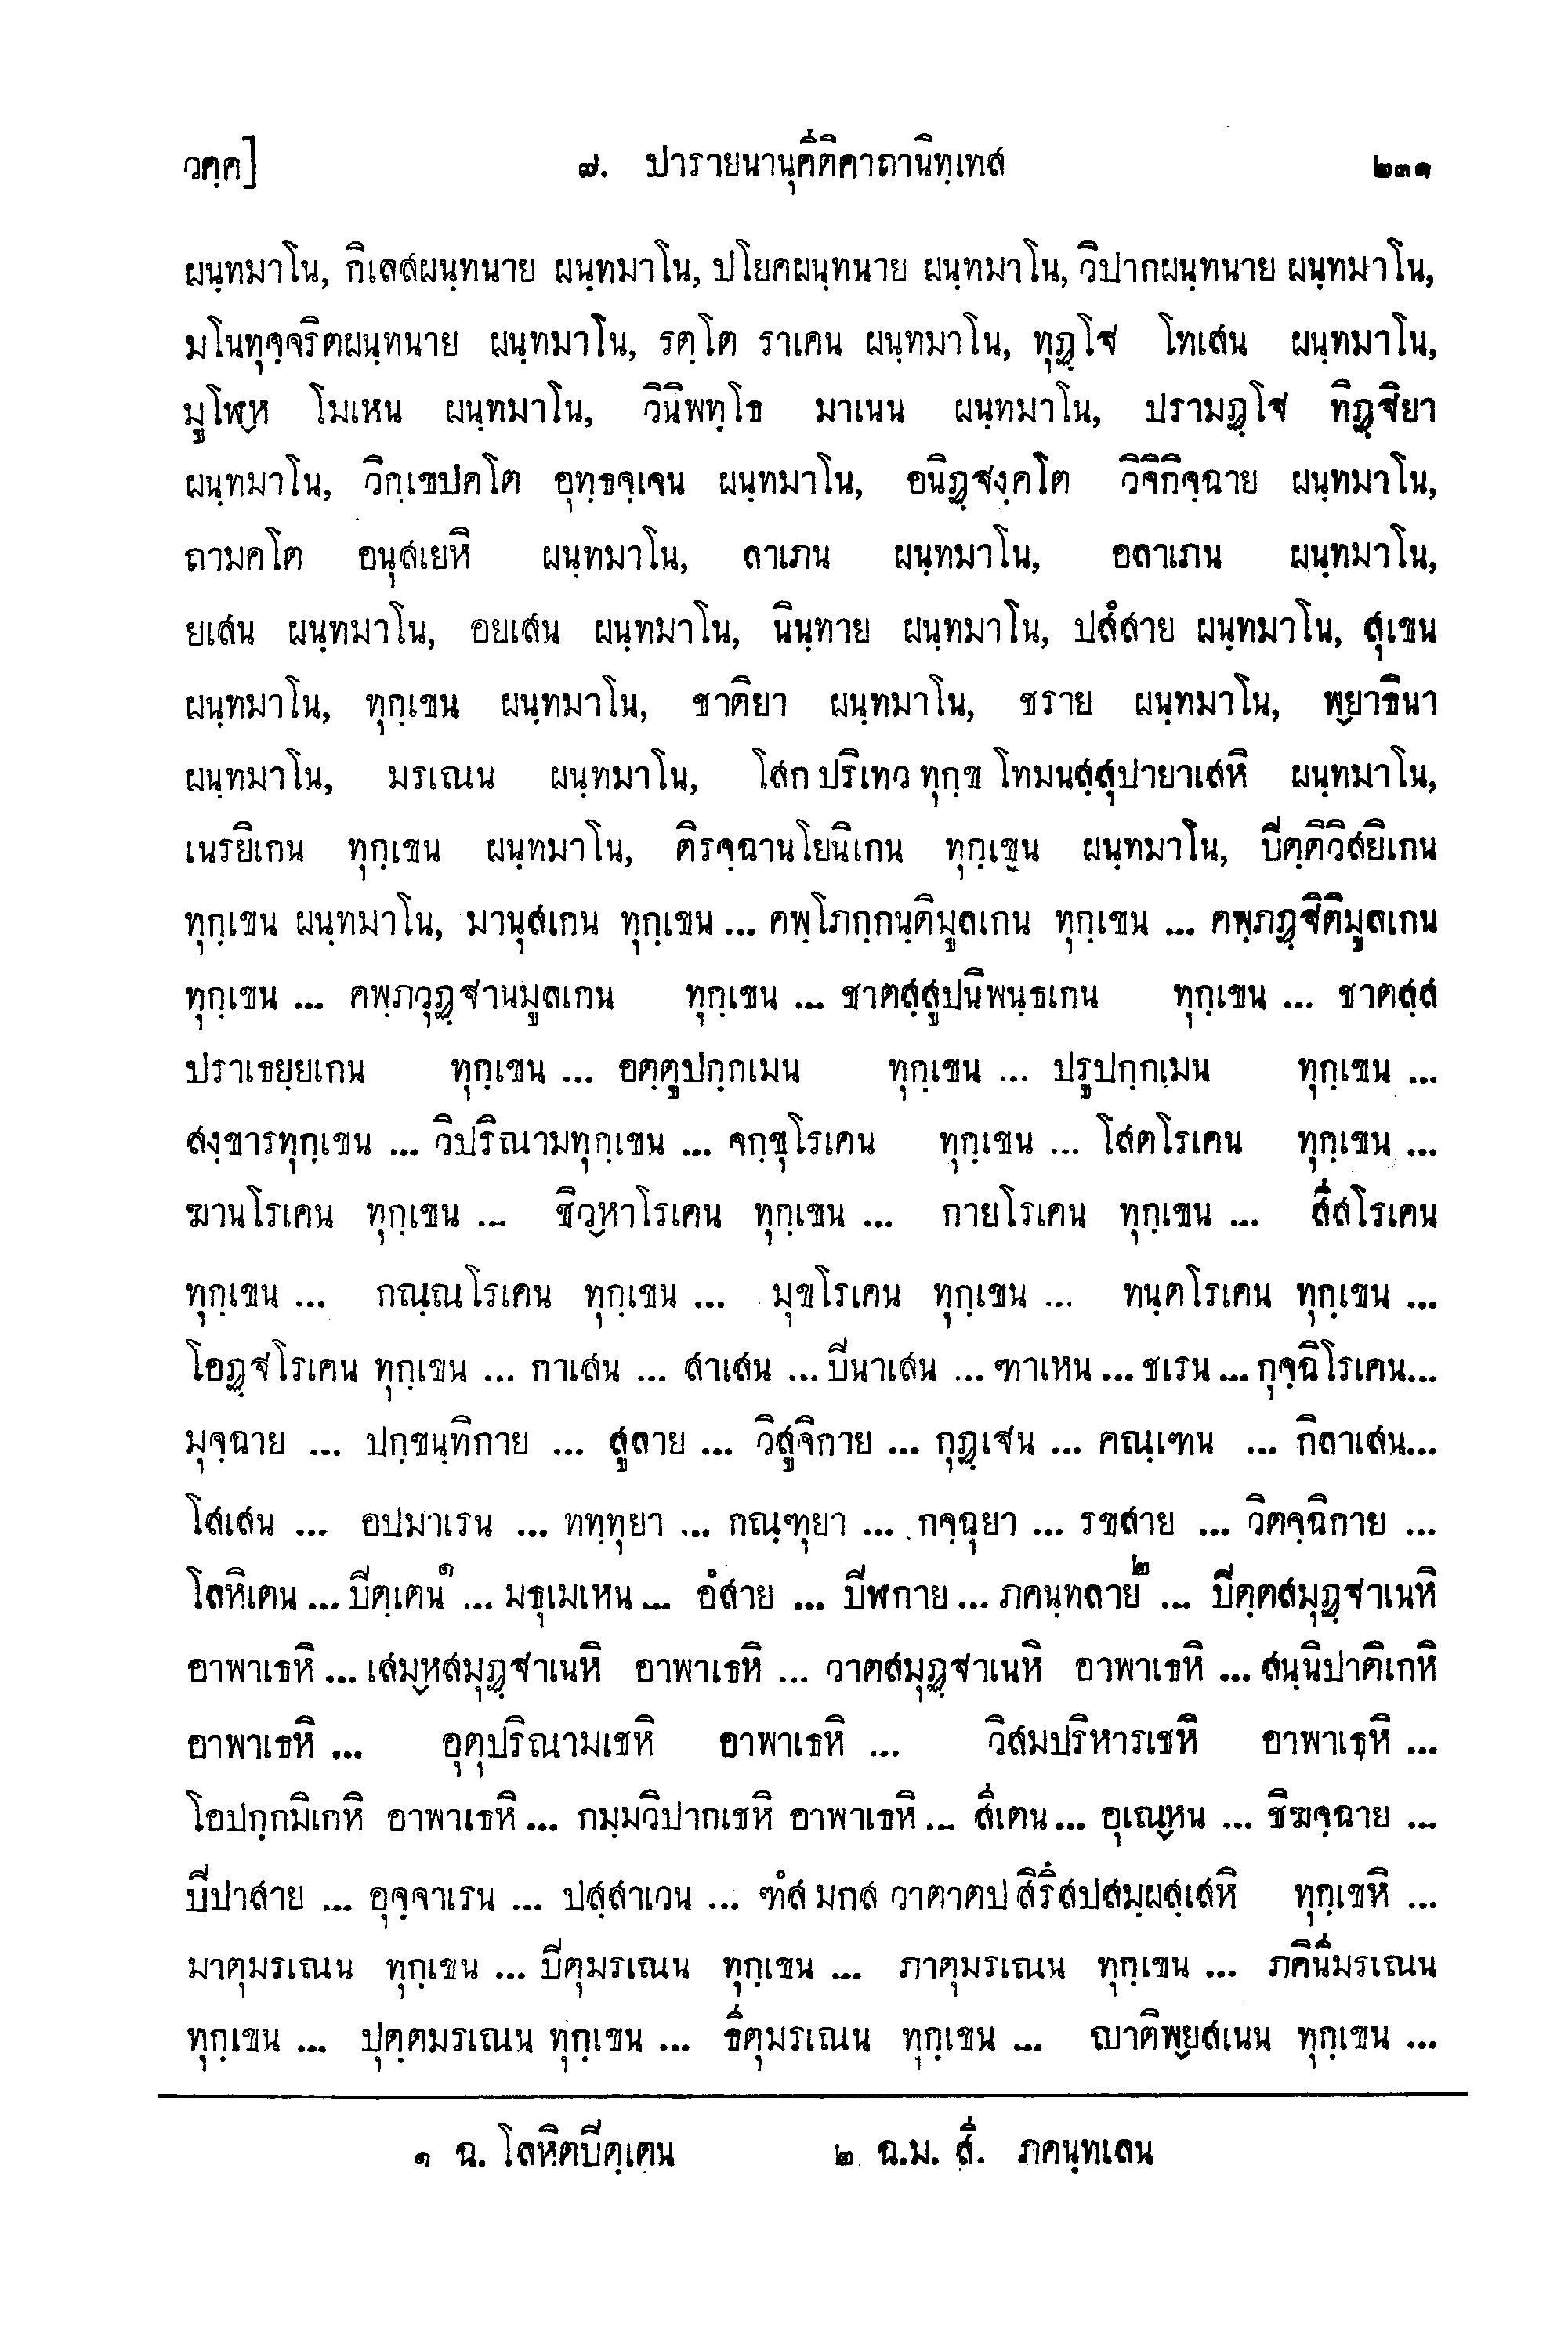 วคฺค] ๗. ปารายนานุคีติคาถานิทฺเทส ๒๓๑
ผนฺทมาโน, กิเลสผนฺทนาย ผนฺทมาโน, ปโยคผนฺทนาย ผนฺทมาโน, วิปากผนฺทนาย ผนฺทมาโน,
มโนทุจฺจริตผนฺทนาย ผนฺทมาโน, รตฺโต ราเคน ผนฺทมาโน, ทุฏฺโฐ โทเสน ผนฺทมาโน,
มูโฬฺห โมเหน ผนฺทมาโน, วินิพทฺโธ มาเนน ผนฺทมาโน, ปรามฏฺโฐ ทิฏฺฐิยา
ผนฺทมาโน, วิกฺเขปคโต อุทฺธจฺเจน ผนฺทมาโน, อนิฏฺฐงฺคโต วิจิกิจฺฉาย ผนฺทมาโน,
ถามคโต อนุสเยหิ ผนฺทมาโน, ลาเภน ผนฺทมาโน, อลาเภน ผนฺทมาโน,
ยเสน ผนฺทมาโน, อยเสน ผนฺทมาโน, นินฺทาย ผนฺทมาโน, ปสํสาย ผนฺทมาโน, สุเขน
ผนฺทมาโน, ทุกฺเขน ผนฺทมาโน, ชาติยา ผนฺทมาโน, ชราย ผนฺทมาโน, พฺยาธินา
ผนฺทมาโน, มรเณน ผนฺทมาโน, โสก ปริเทว ทุกฺข โทมนสฺสุปายาเสหิ ผนฺทมาโน,
เนรยิเกน ทุกฺเขน ผนฺทมาโน, ติรจฺฉานโยนิเกน ทุกฺเขน ผนฺทมาโน, ปิตฺติวิสยิเกน
ทุกฺเขน ผนฺทมาโน, มานุสเกน ทุกฺเขน ... คพฺโภกฺกนฺติมูลเกน ทุกฺเขน ... คพฺภฏฺฐิติมูลเกน
ทุกฺเขน ... คพฺภวุฏฺฐานมูลเกน ทุกฺเขน ... ชาตสฺสูปนิพนฺธเกน ทุกฺเขน ... ชาตสฺส
ปราเธยฺยเกน ทุกฺเขน ... อตฺตูปกฺกเมน ทุกฺเขน ... ปรูปกฺกเมน ทุกฺเขน ...
สงฺขารทุกฺเขน ... วิปริณามทุกฺเขน ... จกฺขุโรเคน ทุกฺเขน ... โสตโรเคน ทุกฺเขน ...
ฆานโรเคน ทุกฺเขน ... ชิวฺหาโรเคน ทุกฺเขน ... กายโรเคน ทุกฺเขน ... สีสโรเคน
ทุกฺเขน ... กณฺณโรเคน ทุกฺเขน ... มุขโรเคน ทุกฺเขน ... ทนฺตโรเคน ทุกฺเขน ...
โอฏฺฐโรเคน ทุกฺเขน ... กาเสน ... สาเสน ... ปินาเสน ... ฑาเหน ... ชเรน ... กุจฺฉิโรเคน...
มุจฺฉาย ... ปกฺขนฺทิกาย ... สูลาย ... วิสูจิกาย ... กุฏฺเฐน ... คณฺเฑน ... กิลาเสน...
โสเสน ... อปมาเรน ... ททฺทุยา ... กณฺฑุยา ... กจฺฉุยา ... รขสาย ... วิตจฺฉิกาย ...
โลหิเตน ... ปิตฺเตน๑ ... มธุเมเหน ... อํสาย ... ปิฬกาย ... ภคนฺทลาย๒ ... ปิตฺตสมุฏฺฐาเนหิ
อาพาเธหิ ... เสมฺหสมุฏฺฐาเนหิ อาพาเธหิ ... วาตสมุฏฺฐาเนหิ อาพาเธหิ ... สนฺนิปาติเกหิ
อาพาเธหิ ... อุตุปริณามเชหิ อาพาเธหิ ... วิสมปริหารเชหิ อาพาเธหิ ...
โอปกฺกมิเกหิ อาพาเธหิ ... กมฺมวิปากเชหิ อาพาเธหิ ... สีเตน ... อุเณฺหน ... ชิฆจฺฉาย ...
ปิปาสาย ... อุจฺจาเรน ... ปสฺสาเวน ... ฑํส มกส วาตาตป สิรึสปสมฺผสฺเสหิ ทุกฺเขหิ ...
มาตุมรเณน ทุกฺเขน ... ปิตุมรเณน ทุกฺเขน ... ภาตุมรเณน ทุกฺเขน ... ภคินีมรเณน
ทุกฺเขน ... ปุตฺตมรเณน ทุกฺเขน ... ธีตุมรเณน ทุกฺเขน ... ญาติพฺยสเนน ทุกฺเขน ...
๑ ฉ. โลหิตปิตฺเตน ๒ ฉ.ม. สี. ภคนฺทเลน